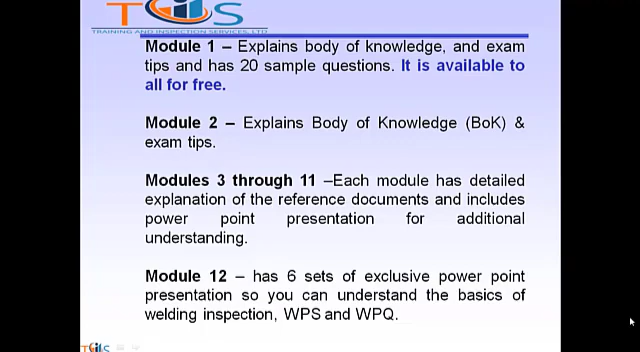 TIIS
TRAINING AND INSPECTION SERVICES, LTD
Module 1 – Explains body of knowledge, and exam
tips and has 20 sample questions. It is available to
all for free.
Module 2 – Explains Body of Knowledge (BoK) &
exam tips.
Modules 3 through 11 –Each module has detailed
explanation of the reference documents and includes
power point presentation for additional
understanding.
Module 12 – has 6 sets of exclusive power point
presentation so you can understand the basics of
welding inspection, WPS and WPQ.